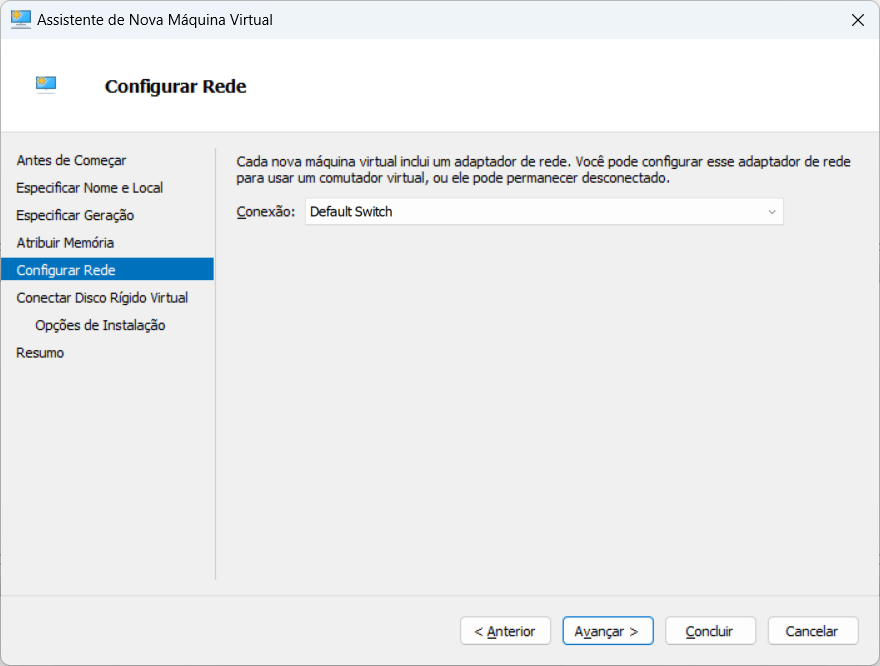 Assistente de Nova Máquina Virtual
Configurar Rede
Antes de Começar
Especificar Nome e Local
Especificar Geração
Atribuir Memória
Configurar Rede
Conectar Disco Rígido Virtual
Opções de Instalação
Resumo
Cada nova máquina virtual inclui um adaptador de rede. Você pode configurar esse adaptador de rede
para usar um comutador virtual, ou ele pode permanecer desconectado.
Conexão: Default Switch
< Anterior Avançar > Concluir Cancelar